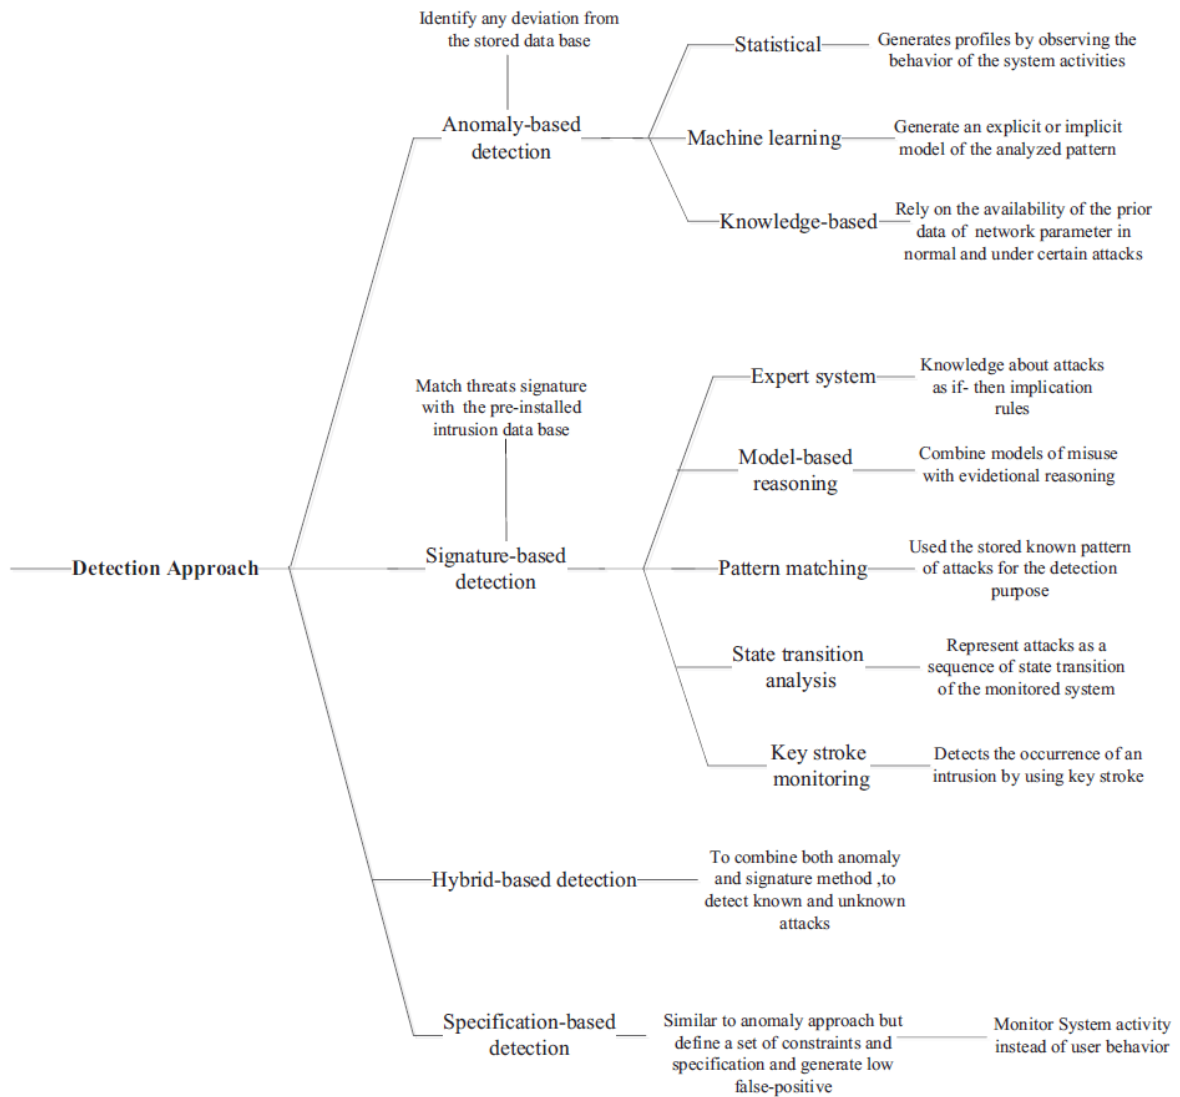 Identify any deviation from
the stored data base
Anomaly-based
detection
Statistical
Generates profiles by observing the
behavior of the system activities
Machine learning
Generate an explicit or implicit
model of the analyzed pattern
Knowledge-based
Rely on the availability of the prior
data of network parameter in
normal and under certain attacks
Match threats signature
with the pre-installed
intrusion data base
Signature-based
detection
Expert system
Knowledge about attacks
as if- then implication
rules
Model-based
reasoning
Combine models of misuse
with evidetional reasoning
Detection Approach
Pattern matching
Used the stored known pattern
of attacks for the detection
purpose
State transition
analysis
Represent attacks as a
sequence of state transition
of the monitored system
Key stroke
monitoring
Detects the occurrence of an
intrusion by using key stroke
Hybrid-based detection
To combine both anomaly
and signature method ,to
detect known and unknown
attacks
Specification-based
detection
Similar to anomaly approach but
define a set of constraints and
specification and generate low
false-positive
Monitor System activity
instead of user behavior